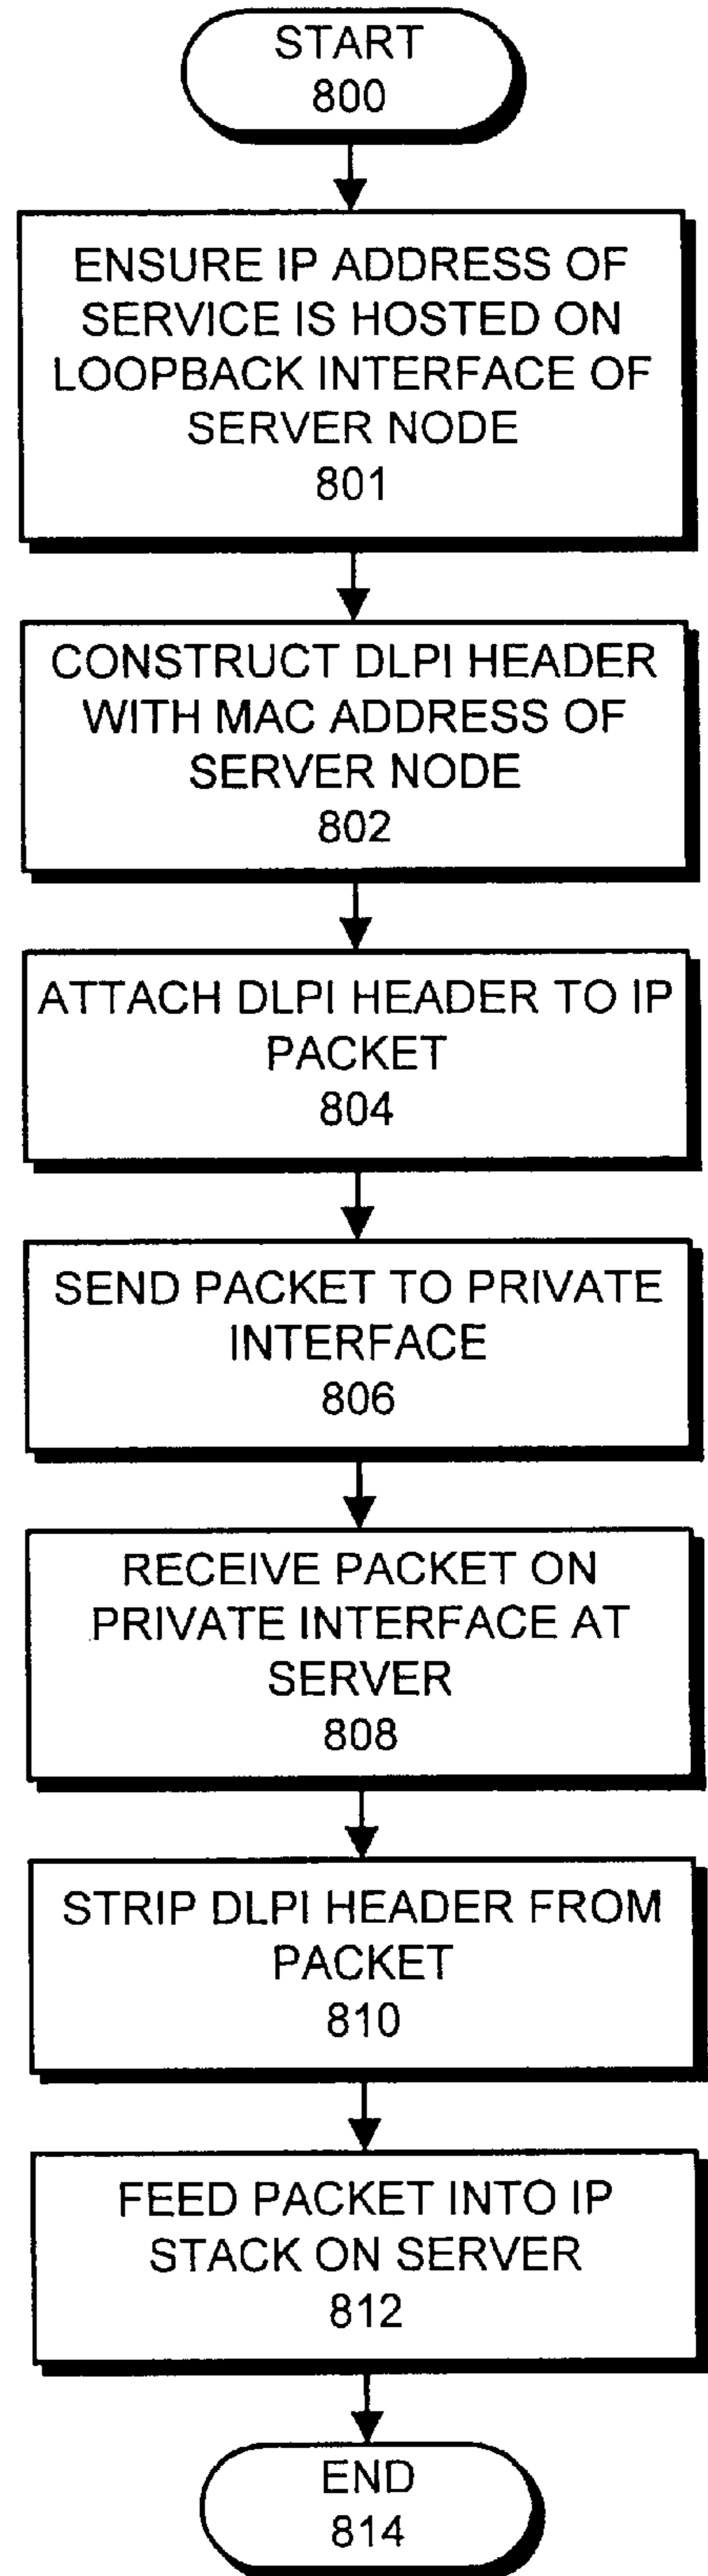 START
800
ENSURE IP ADDRESS OF
SERVICE IS HOSTED ON
LOOPBACK INTERFACE OF
SERVER NODE
801
CONSTRUCT DLPI HEADER
WITH MAC ADDRESS OF
SERVER NODE
802
ATTACH DLPI HEADER TO IP
PACKET
804
SEND PACKET TO PRIVATE
INTERFACE
806
RECEIVE PACKET ON
PRIVATE INTERFACE AT
SERVER
808
STRIP DLPI HEADER FROM
PACKET
810
FEED PACKET INTO IP
STACK ON SERVER
812
END
814